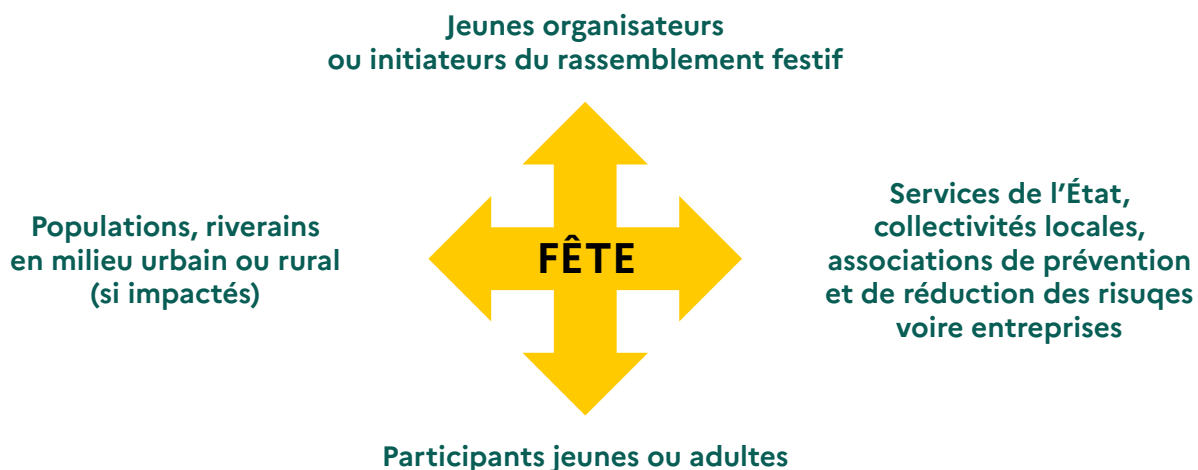 Jeunes organisateurs
ou initiateurs du rassemblement festif
Populations, riverains
en milieu urbain ou rural
(si impactés)
FÊTE
Services de l'État,
collectivités locales,
associations de prévention
et de réduction des risuqes
voire entreprises
Participants jeunes ou adultes